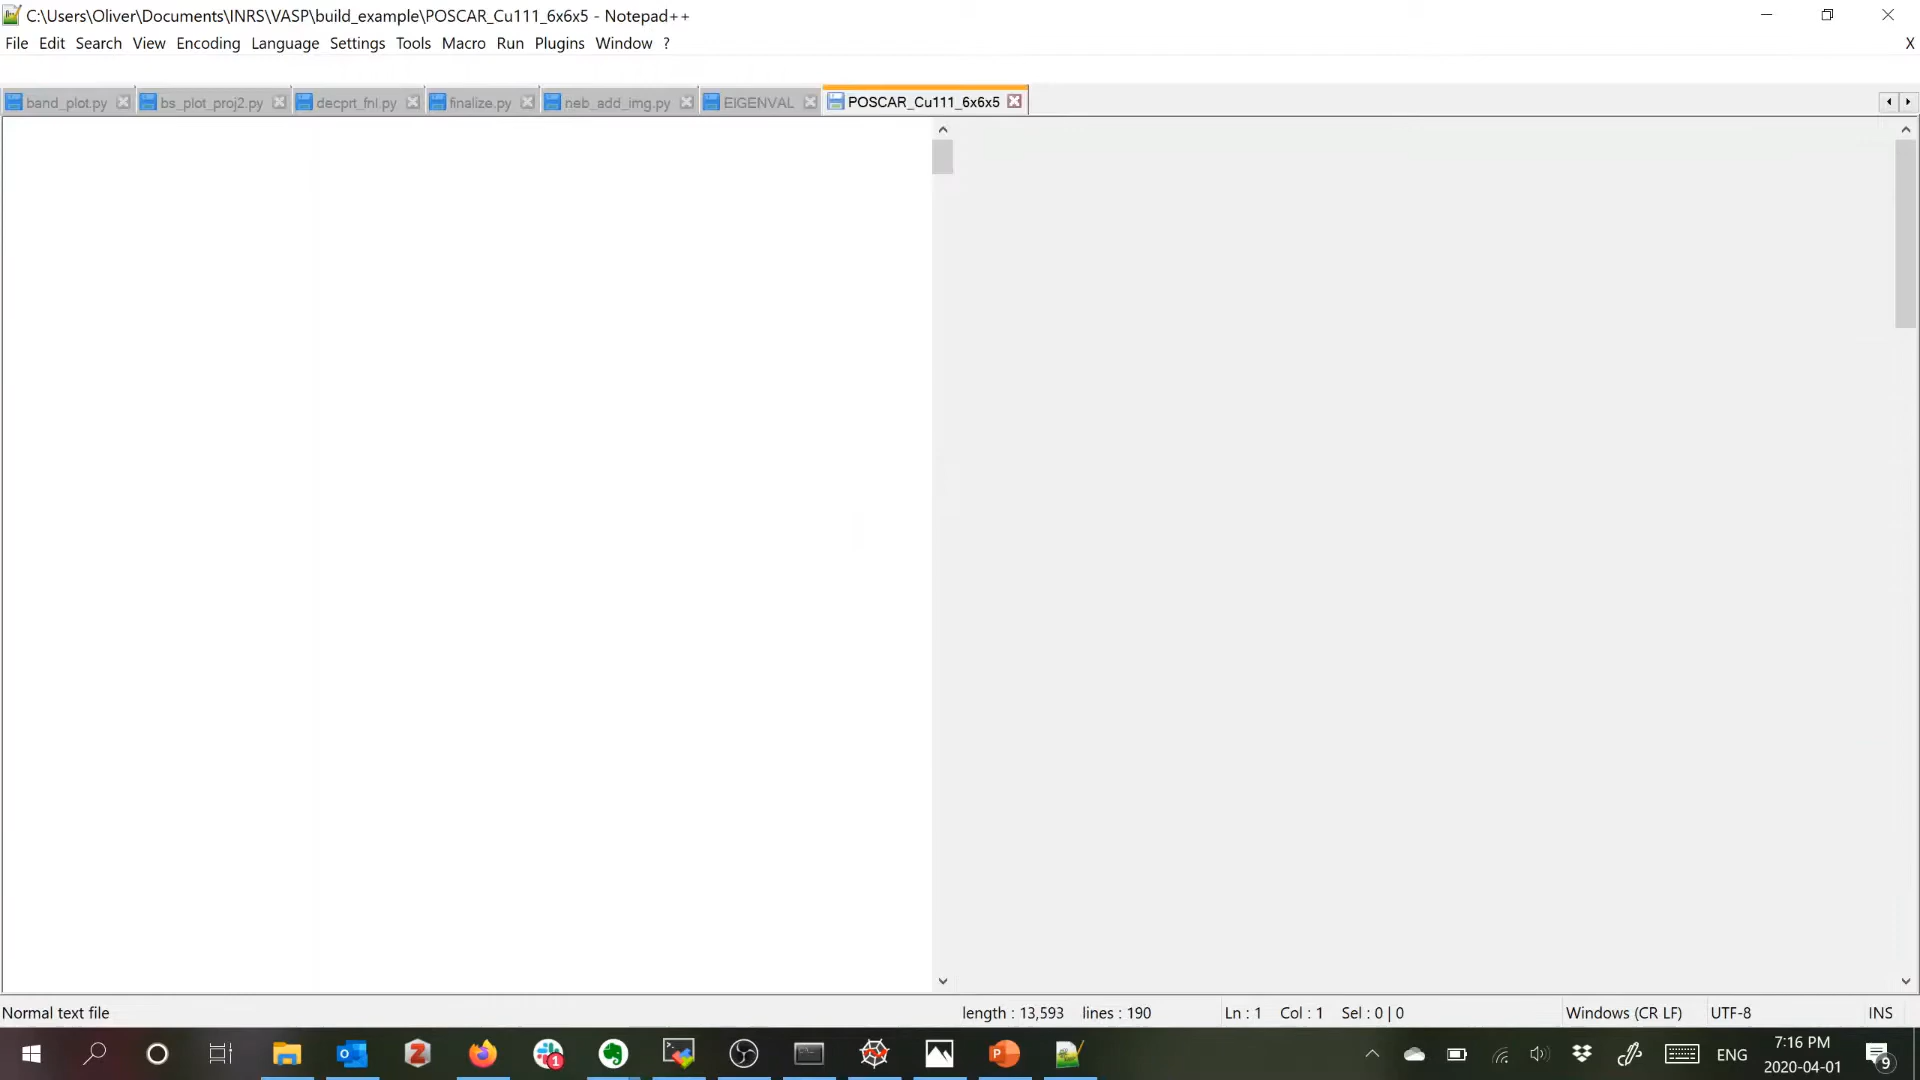 C:\Users\Oliver\Documents\INRS\VASP\build_example\POSCAR_Cu111_6x6x5 - Notepad++
File Edit Search View Encoding Language Settings Tools Macro Run Plugins Window ? X
band_plot.py bs_plot_proj2.py decprt_fnl.py finalize.py neb_add_img.py EIGENVAL POSCAR_Cu111_6x6x5
Normal text file length : 13,593 lines : 190 Ln : 1 Col : 1 Sel : 0 | 0 Windows (CR LF) UTF-8 INS
ENG 7:16 PM
2020-04-01
1
9